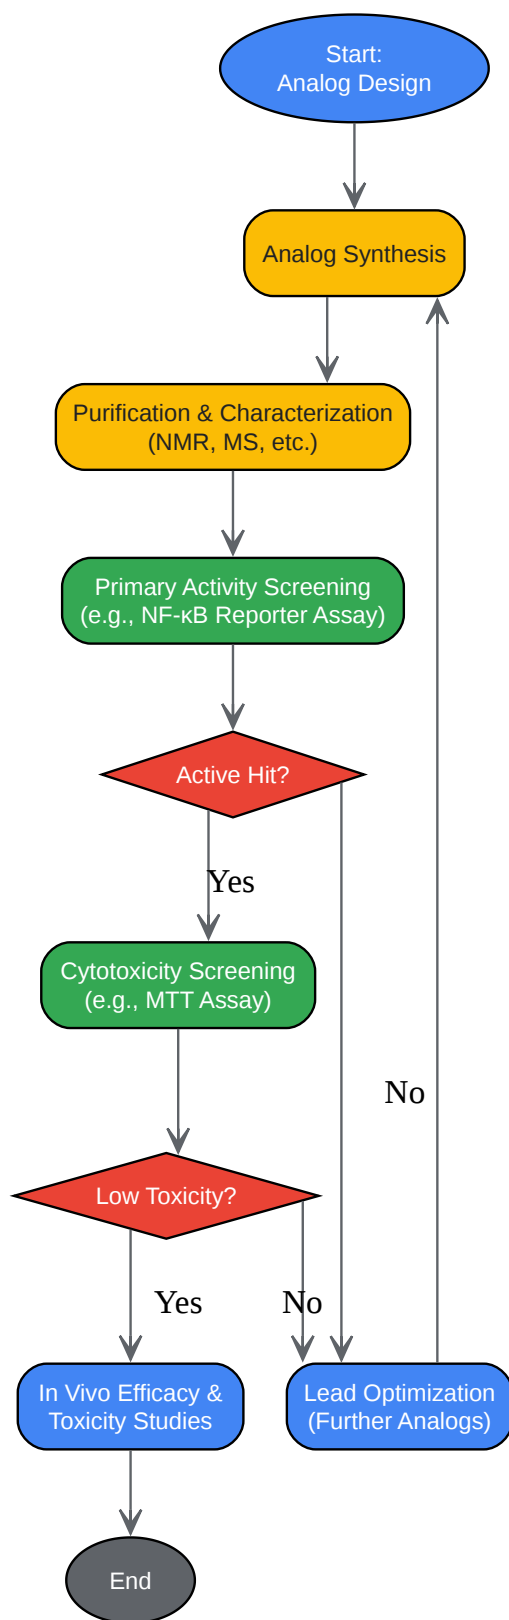 Start:
Analog Design
Analog Synthesis
Purification & Characterization
(NMR, MS, etc.)
Primary Activity Screening
(e.g., NF-κB Reporter Assay)
Active Hit?
Yes
Cytotoxicity Screening
(e.g., MTT Assay)
No
Low Toxicity?
Yes
No
In Vivo Efficacy &
Toxicity Studies
Lead Optimization
(Further Analogs)
End